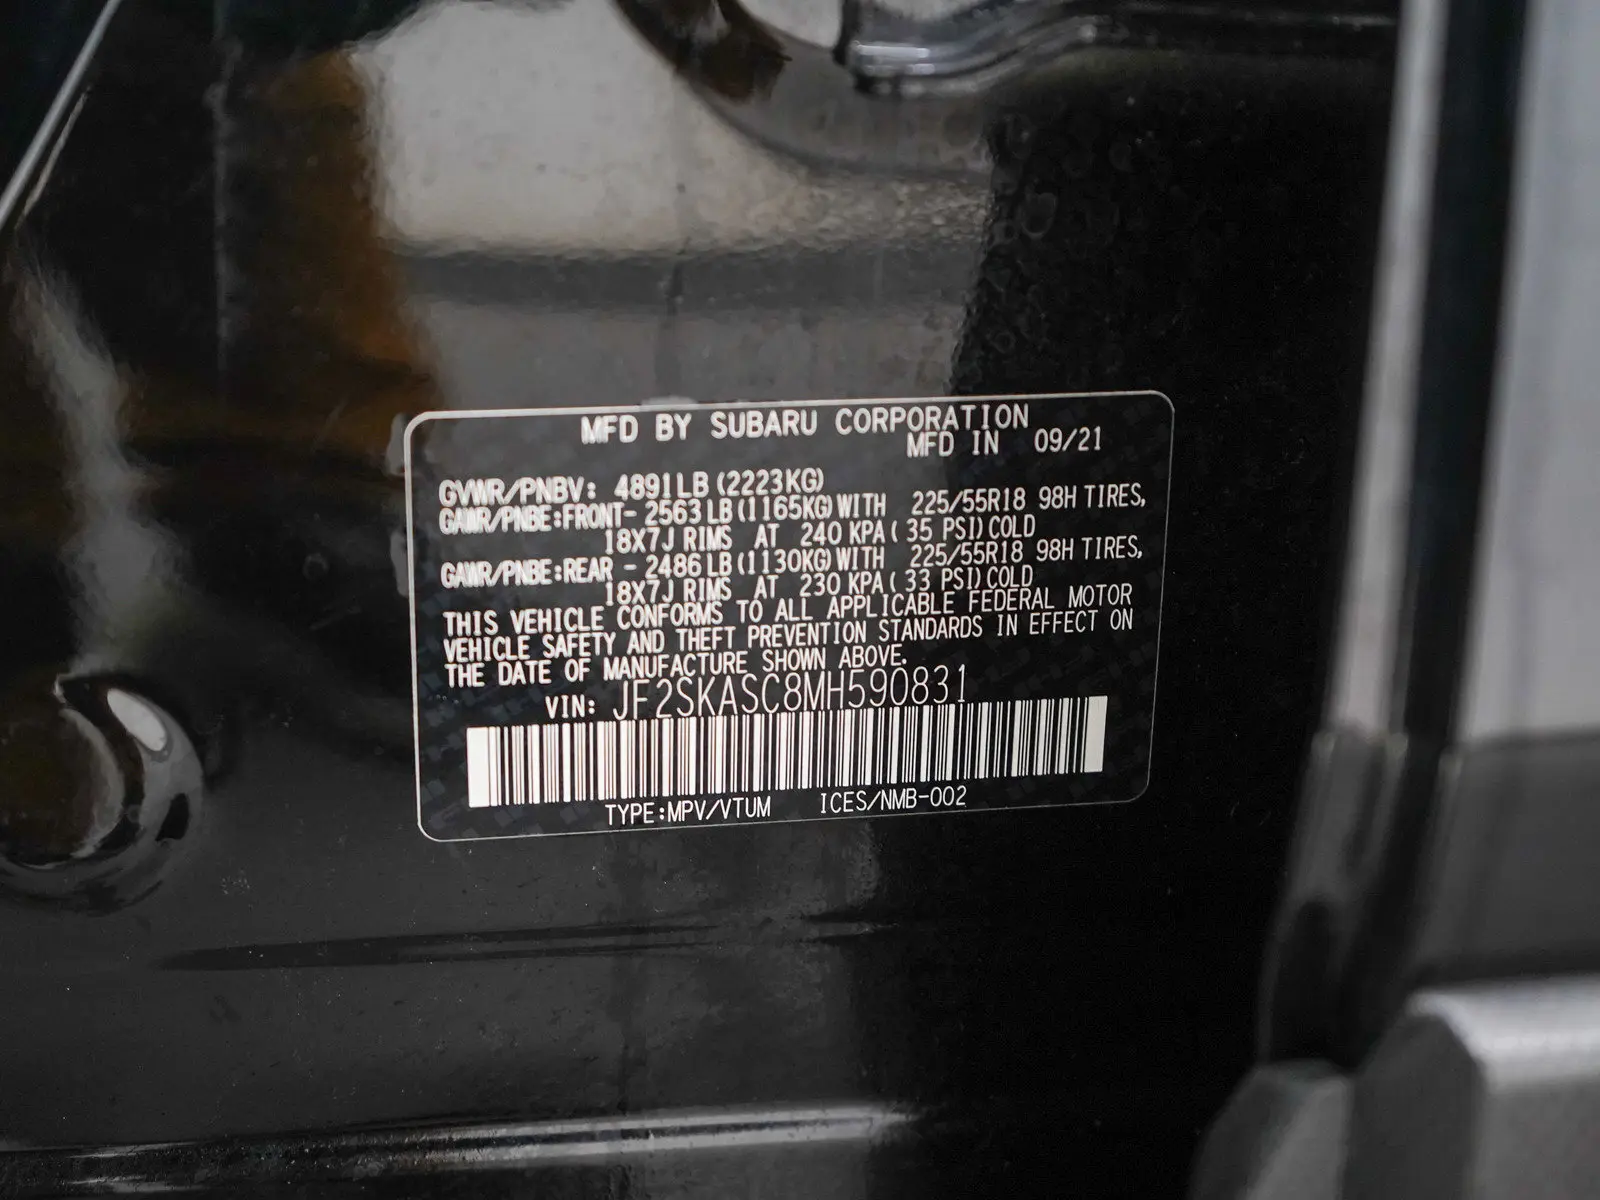 MFD BY SUBARU CORPORATION
MFD IN 09/21
GVWR/PNBV: 4891LB (2223KG)
GAWR/PNBE:FRONT- 2563LB (1165KG) WITH 225/55R18 98H TIRES,
18X7J RIMS AT 240 KPA ( 35 PSI) COLD
GAWR/PNBE:REAR - 2486LB (1130KG) WITH 225/55R18 98H TIRES,
18X7J RIMS AT 230 KPA ( 33 PSI) COLD
THIS VEHICLE CONFORMS TO ALL APPLICABLE FEDERAL MOTOR
VEHICLE SAFETY AND THEFT PREVENTION STANDARDS IN EFFECT ON
THE DATE OF MANUFACTURE SHOWN ABOVE.
VIN: JF2SKASC8MH590831
TYPE:MPV/VTUM ICES/NMB-002